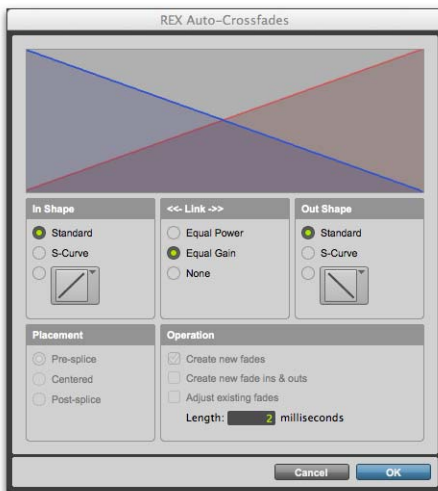 REX Auto-Crossfades
In Shape
Standard
S-Curve
<<- Link ->>
Equal Power
Equal Gain
None
Out Shape
Standard
S-Curve
Placement
Pre-splice
Centered
Post-splice
Operation
Create new fades
Create new fade ins & outs
Adjust existing fades
Length: 2 milliseconds
Cancel
OK